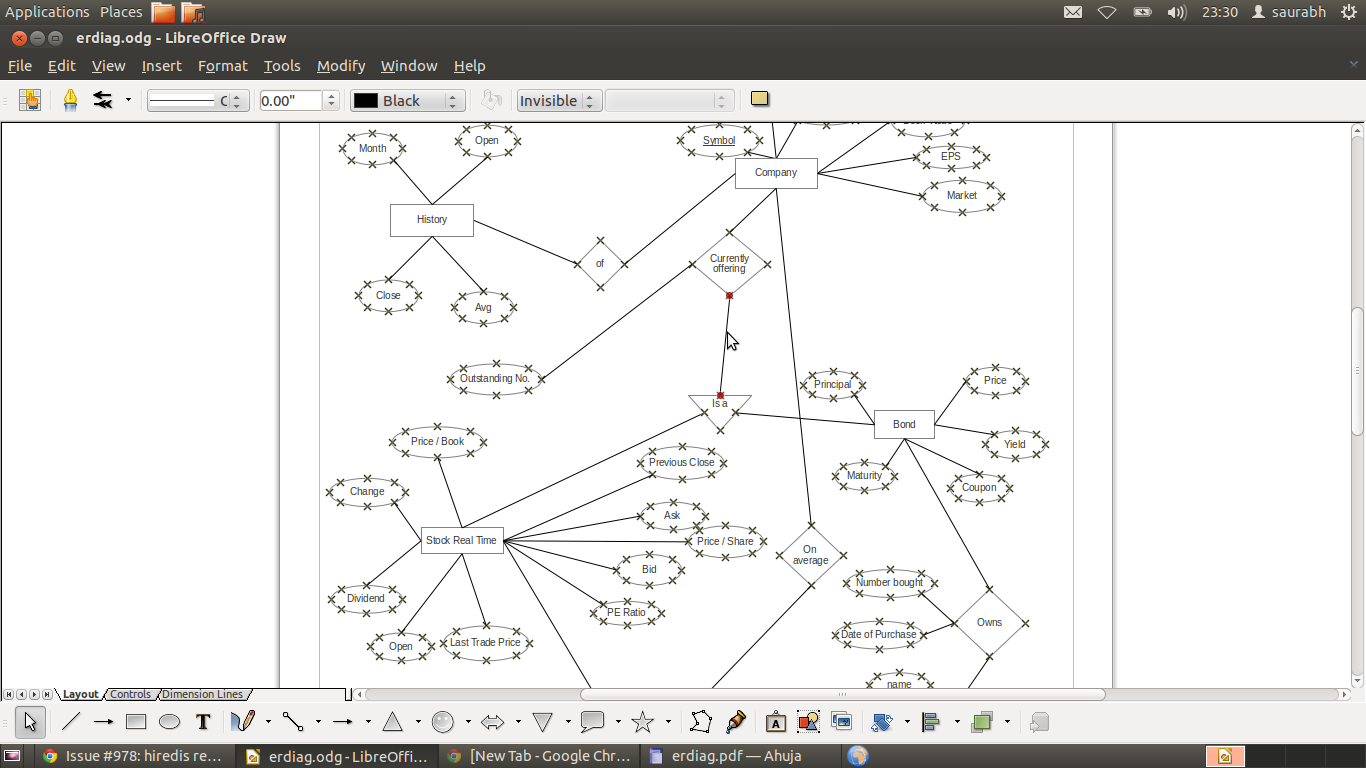 Applications Places 23:30 saurabh
erdiag.odg - LibreOffice Draw
File Edit View Insert Format Tools Modify Window Help
C 0.00" Black Invisible
Month
Open
Symbol
Company
EPS
Market
History
of
Currently
offering
Close
Avg
Outstanding No.
Is a
Principal
Price
Bond
Yield
Maturity
Coupon
Price / Book
Previous Close
Change
Ask
Stock Real Time
Price / Share
On
average
Bid
Number bought
Dividend
PE Ratio
Owns
Date of Purchase
Open
Last Trade Price
name
Layout Controls Dimension Lines
Issue #978: hiredis re... erdiag.odg - LibreOffi... [New Tab - Google Chr... erdiag.pdf — Ahuja